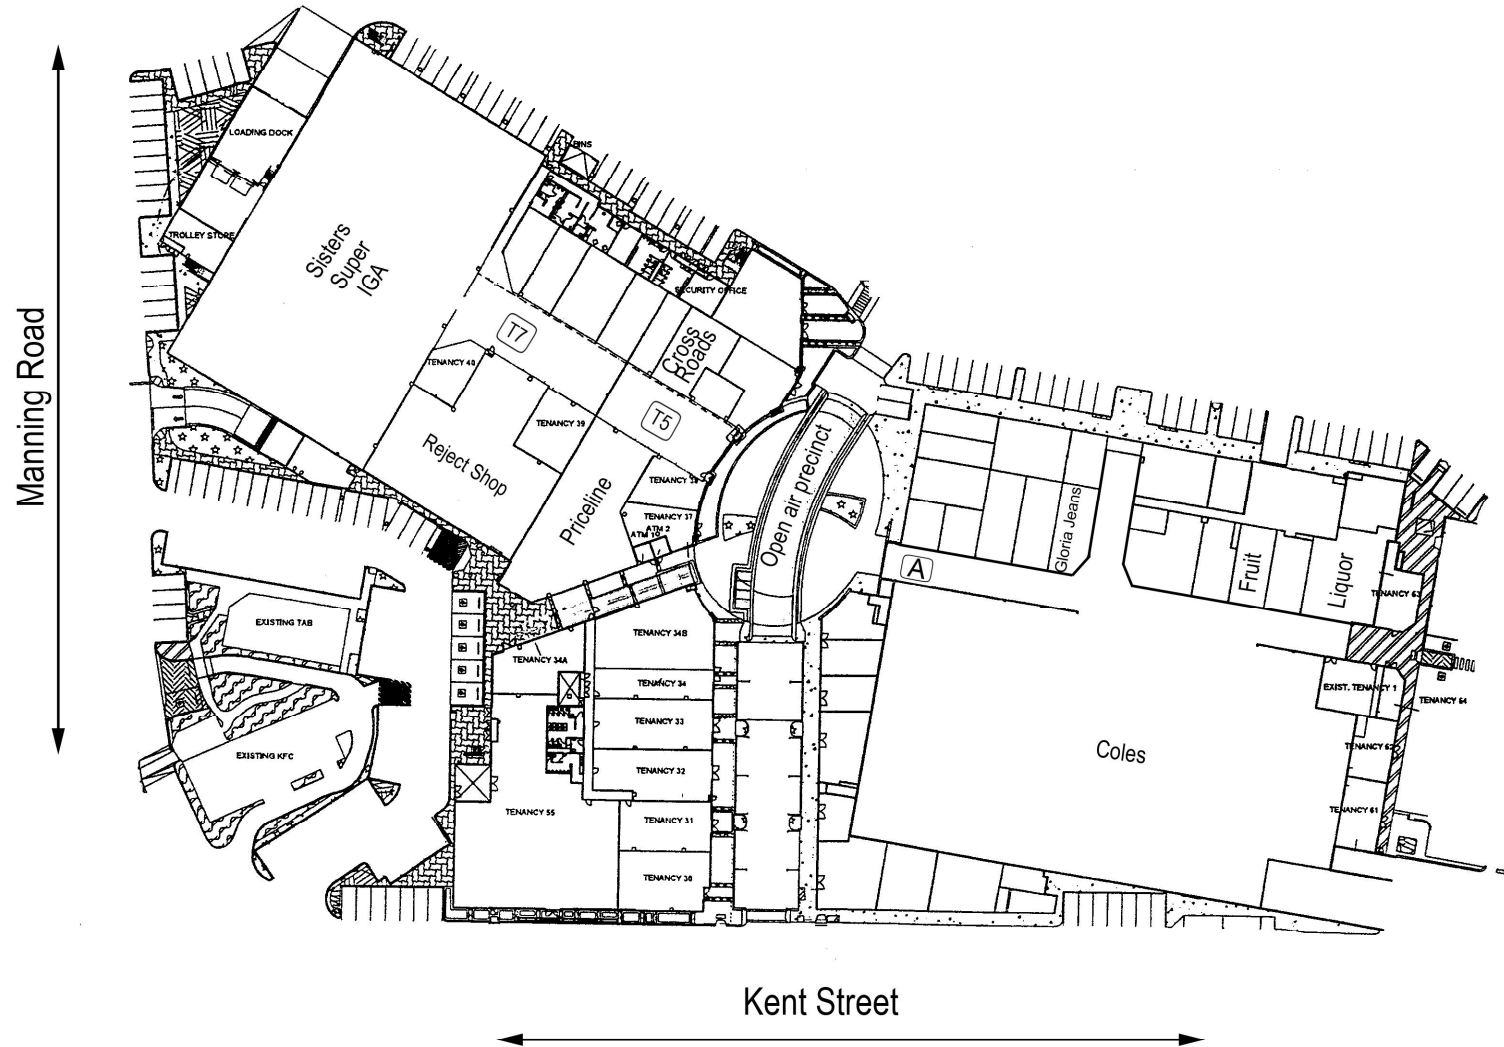 BINS
LOADING DOCK
TROLLEY STORE
Sisters
Super
IGA
SECURITY OFFICE
T7
Cross
Roads
TENANCY 40
T5
TENANCY 39
Reject Shop
Manning Road
Open air precinct
Priceline
TENANCY 37
ATM 2
Gloria Jeans
A
Fruit
Liquor
TENANCY 63
EXISTING TAB
TENANCY 34B
TENANCY 34A
TENANCY 34
EXIST. TENANCY 1
TENANCY 64
TENANCY 33
EXISTING KFC
Coles
TENANCY 62
TENANCY 32
TENANCY 55
TENANCY 31
TENANCY 61
TENANCY 30
Kent Street